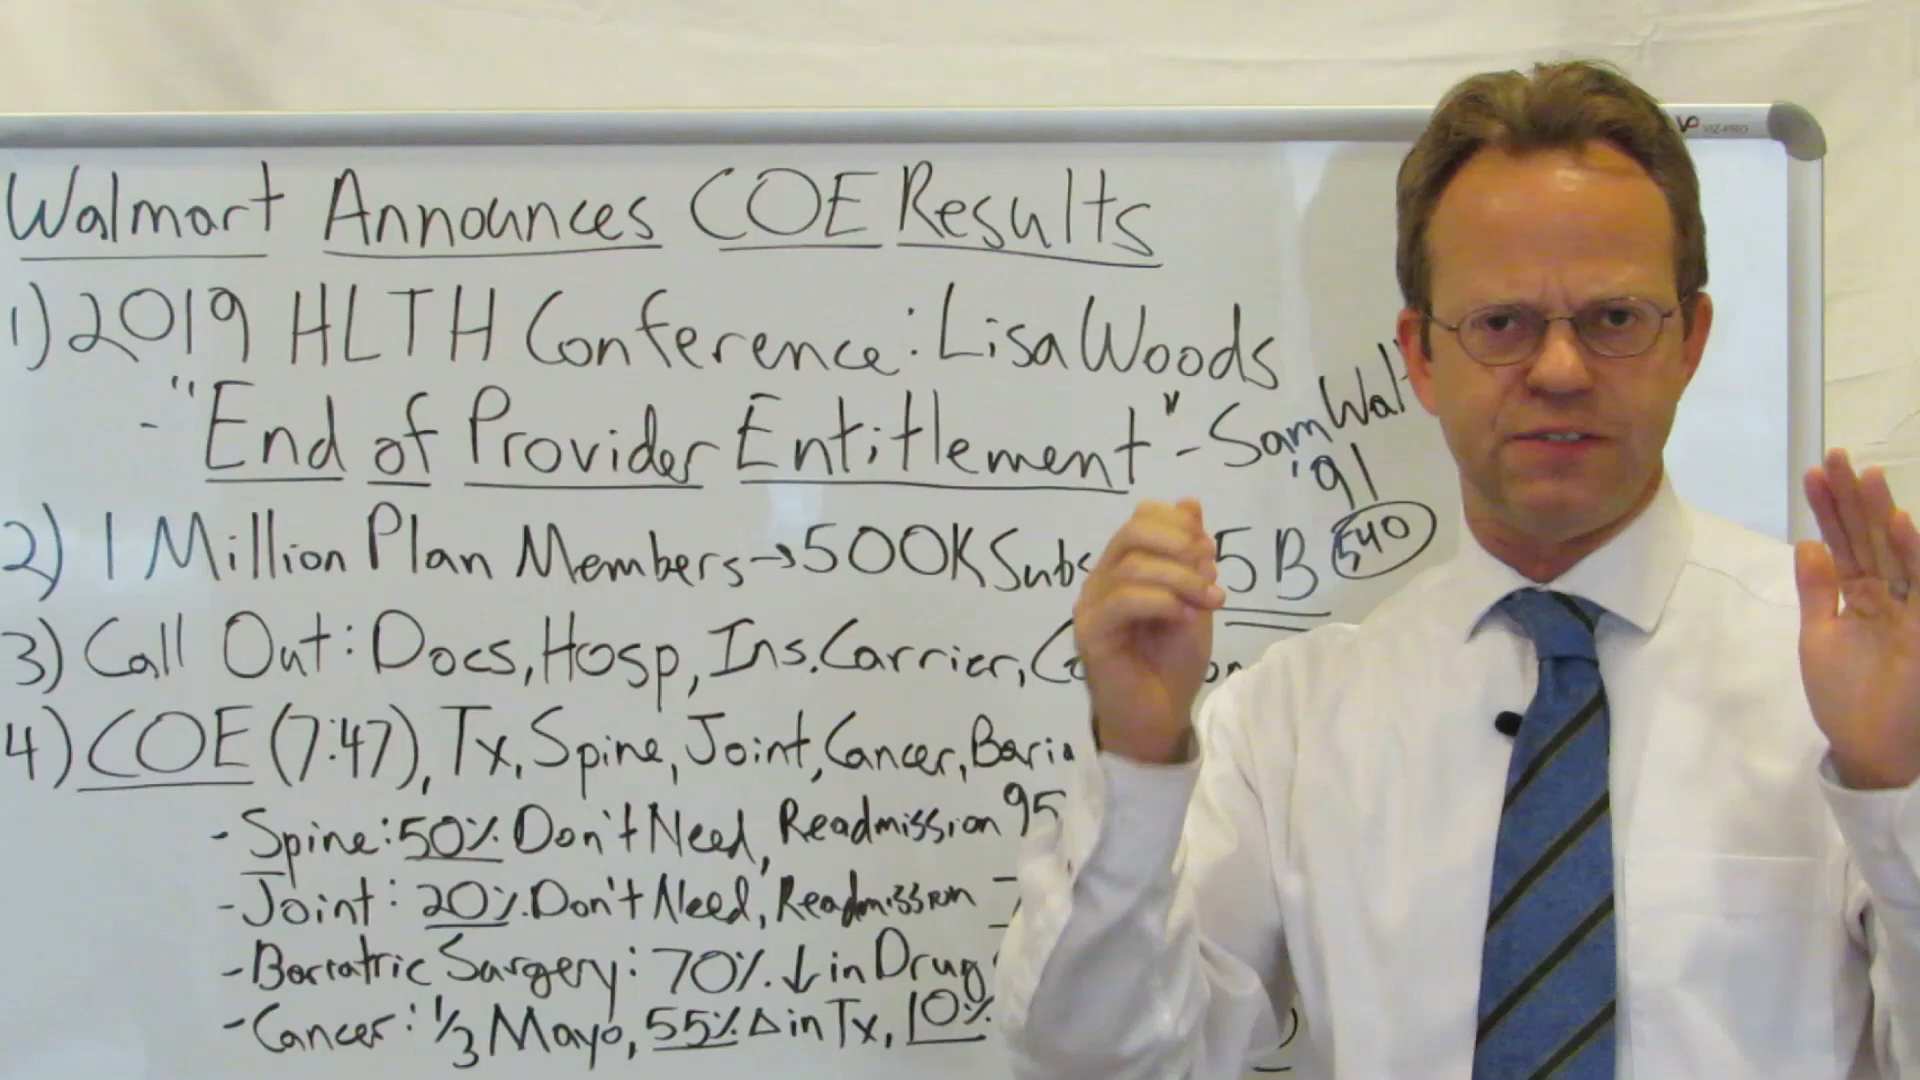 VIZ-PRO
Walmart Announces COE Results
1) 2019 HLTH Conference: Lisa Woods
- "End of Provider Entitlement" - Sam Wal
'91
2) 1 Million Plan Members → 500K Subs 5B 540
3) Call Out: Docs, Hosp, Ins. Carrier,
4) COE (7:47), Tx, Spine, Joint, Cancer, Baria
- Spine: 50% Don't Need, Readmission 95
- Joint: 20% Don't Need, Readmission
- Bariatric Surgery: 70% ↓ in Drug
- Cancer: 1/3 Mayo, 55% Δ in Tx, 10%